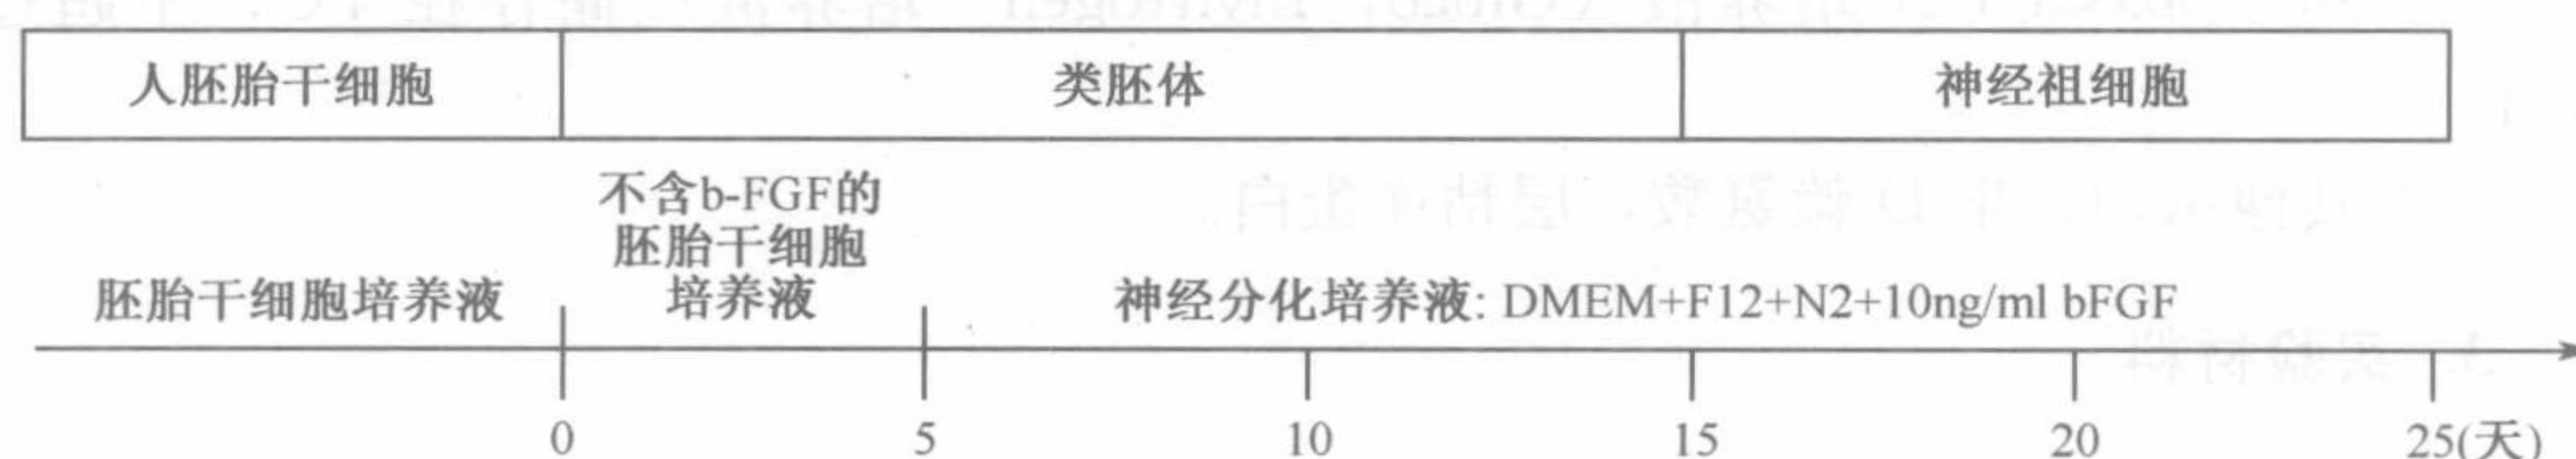 人胚胎干细胞
类胚体
神经祖细胞
不含b-FGF的
胚胎干细胞
培养液
胚胎干细胞培养液
神经分化培养液: DMEM+F12+N2+10ng/ml bFGF
0
5
10
15
20
25(天)